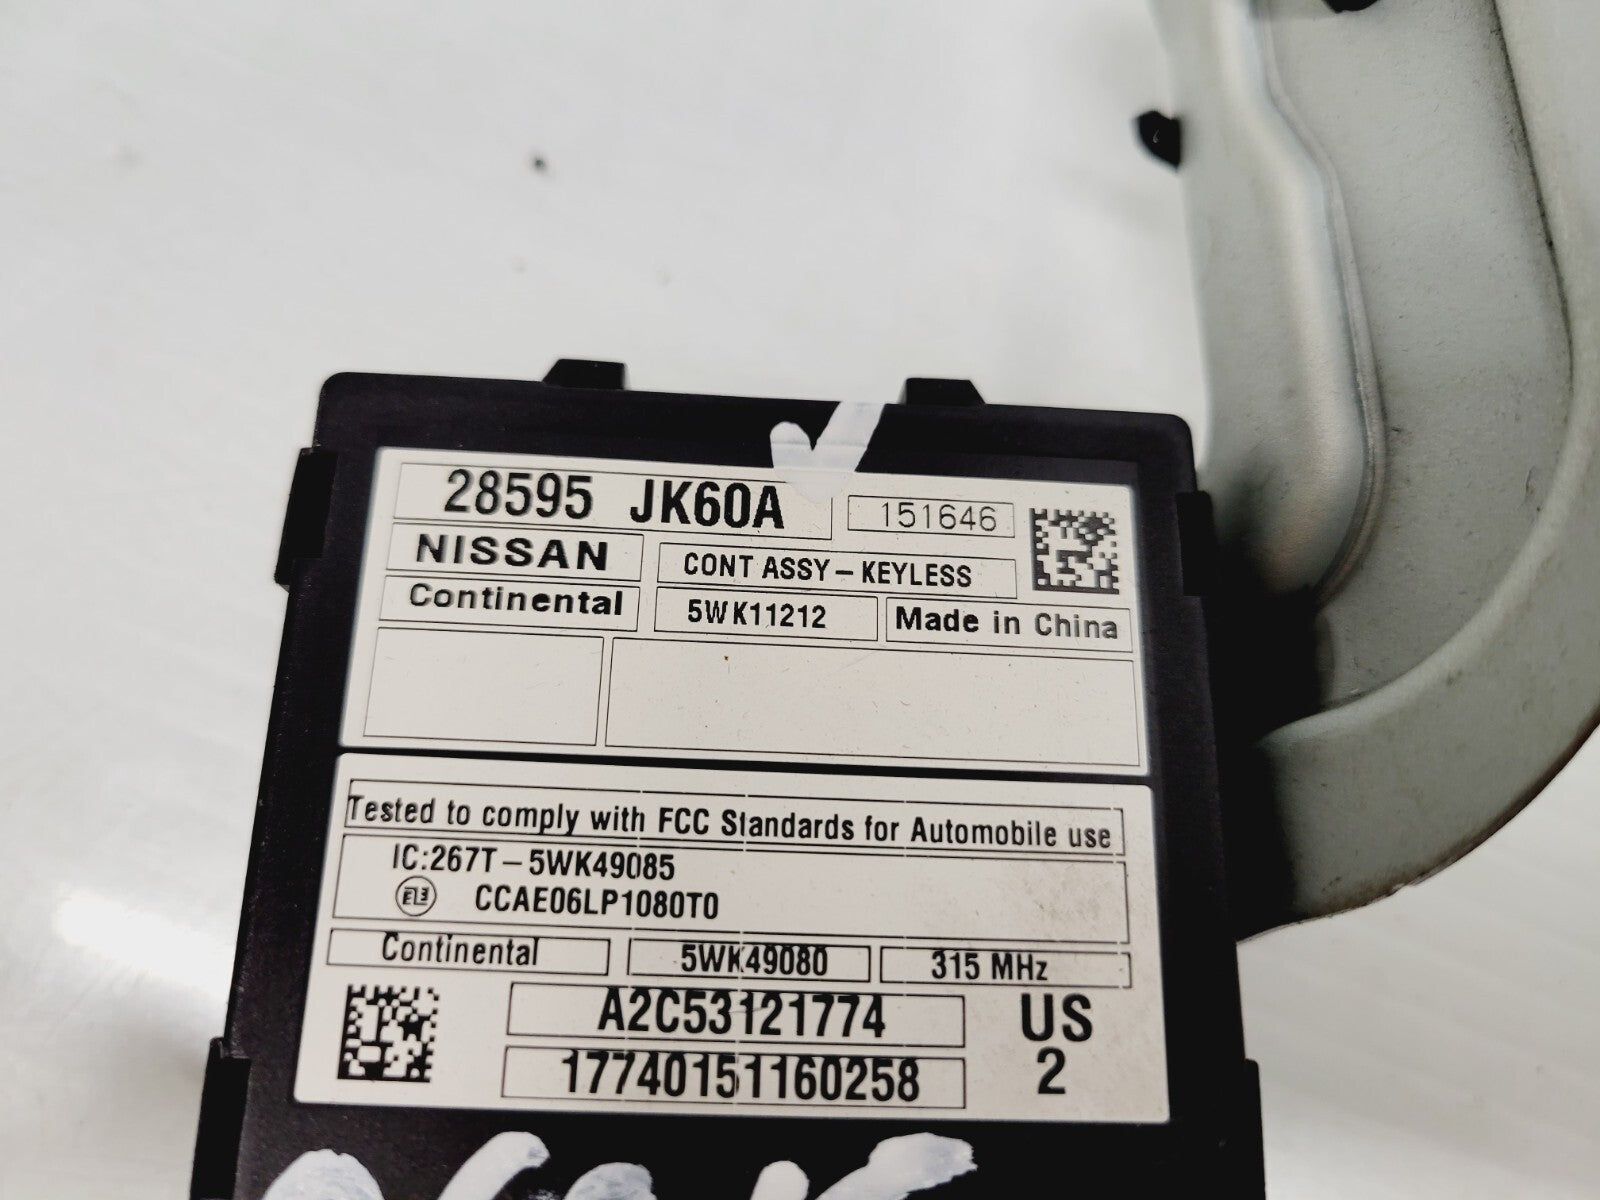 28595 JK60A 151646
NISSAN CONT ASSY – KEYLESS
Continental 5WK11212 Made in China
Tested to comply with FCC Standards for Automobile use
IC:267T – 5WK49085
CCAE06LP1080T0
Continental 5WK49080 315 MHz
A2C53121774 US
17740151160258 2